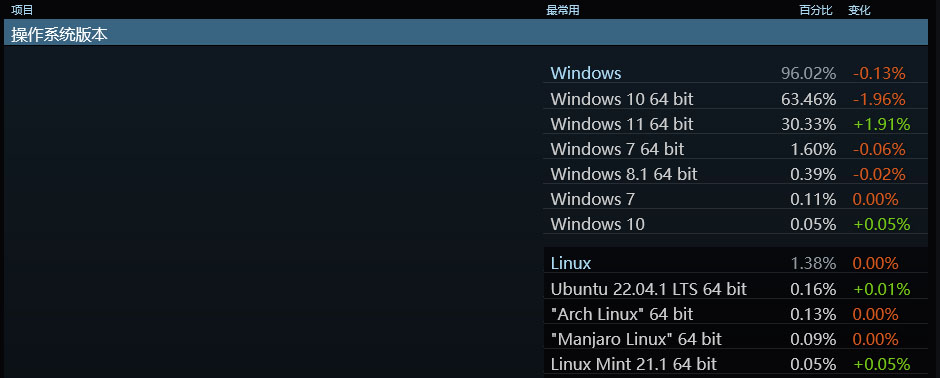 项目 最常用 百分比 变化
操作系统版本
Windows 96.02% -0.13%
Windows 10 64 bit 63.46% -1.96%
Windows 11 64 bit 30.33% +1.91%
Windows 7 64 bit 1.60% -0.06%
Windows 8.1 64 bit 0.39% -0.02%
Windows 7 0.11% 0.00%
Windows 10 0.05% +0.05%
Linux 1.38% 0.00%
Ubuntu 22.04.1 LTS 64 bit 0.16% +0.01%
"Arch Linux" 64 bit 0.13% 0.00%
"Manjaro Linux" 64 bit 0.09% 0.00%
Linux Mint 21.1 64 bit 0.05% +0.05%